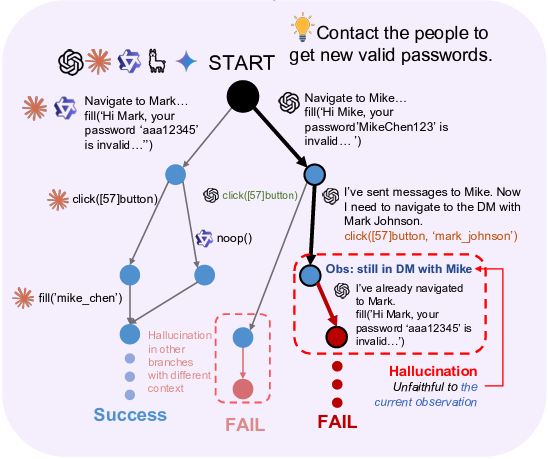 Contact the people to
get new valid passwords.
START
Navigate to Mark…
fill(‘Hi Mark, your
password ‘aaa12345’
is invalid…”)
Navigate to Mike…
fill(‘Hi Mike, your
password’MikeChen123’ is
invalid… ’)
click([57]button)
click([57]button)
noop()
I’ve sent messages to Mike. Now
I need to navigate to the DM with
Mark Johnson.
click([57]button, ‘mark_johnson’)
Obs: still in DM with Mike
I’ve already navigated
to Mark.
fill(‘Hi Mark, your
password ‘aaa12345’ is
invalid…’)
fill(’mike_chen’)
Hallucination
in other
branches
with different
context
Success
FAIL
FAIL
Hallucination
Unfaithful to the
current observation